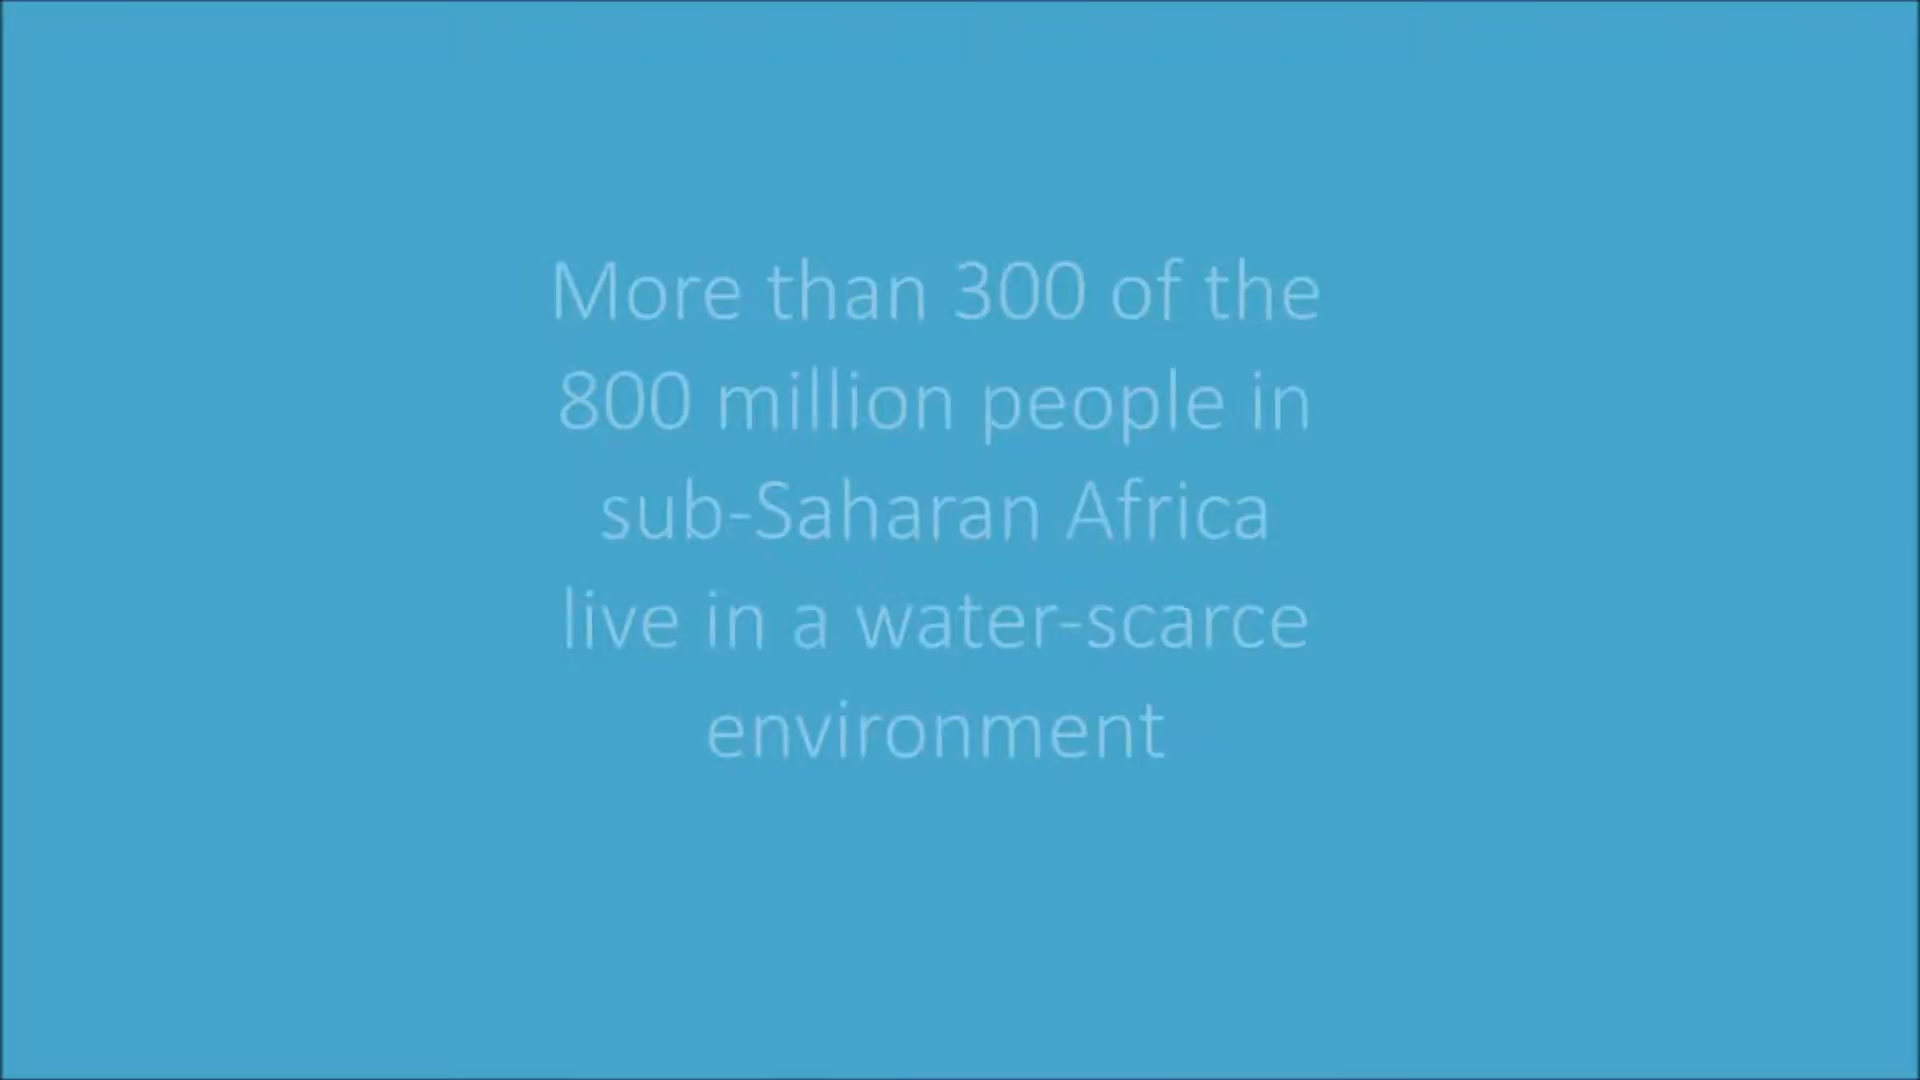 More than 300 of the
800 million people in
sub-Saharan Africa
live in a water-scarce
environment